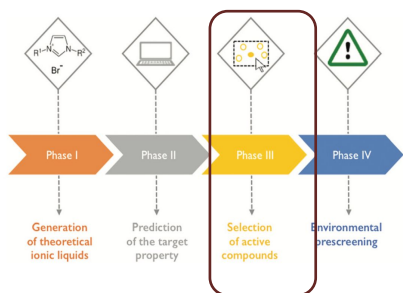 R¹ N N R²
Br⁻
Phase I
Phase II
Phase III
Phase IV
Generation
of theoretical
ionic liquids
Prediction
of the target
property
Selection
of active
compounds
Environmental
prescreening